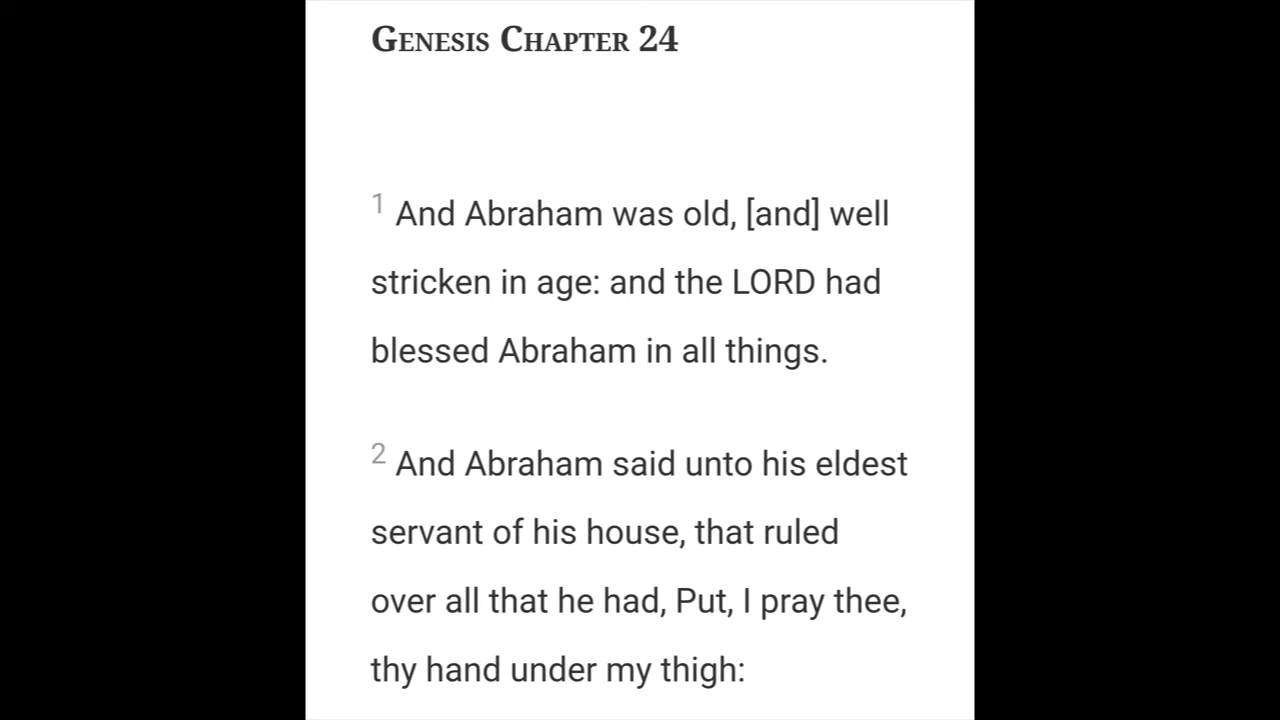 Genesis Chapter 24
1 And Abraham was old, [and] well
stricken in age: and the LORD had
blessed Abraham in all things.
2 And Abraham said unto his eldest
servant of his house, that ruled
over all that he had, Put, I pray thee,
thy hand under my thigh: